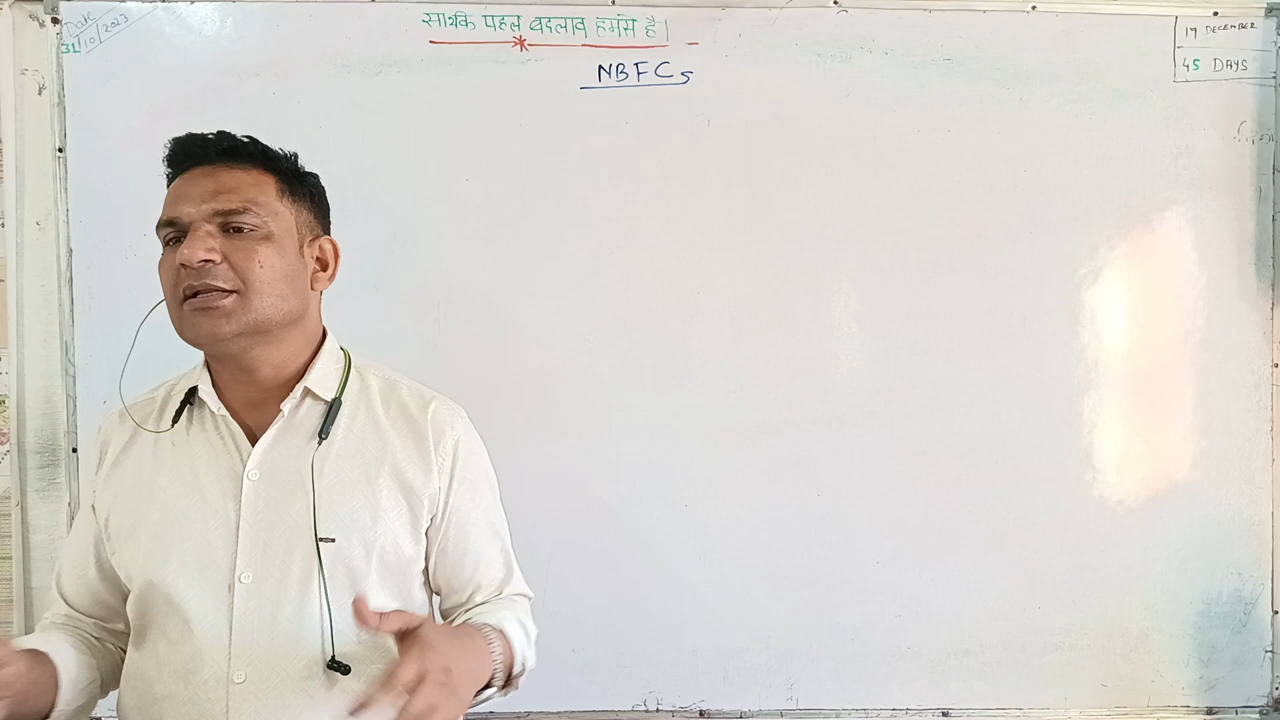 Date
31/10/2023
सार्थक पहल बदलाव हमसे है।
NBFCs
17 DECEMBER
45 DAYS